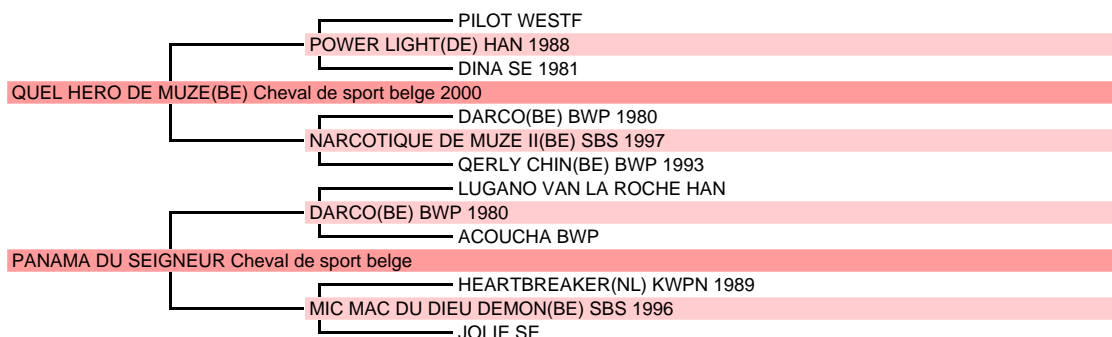 PILOT WESTF
POWER LIGHT(DE) HAN 1988
DINA SE 1981
QUEL HERO DE MUZE(BE) Cheval de sport belge 2000
DARCO(BE) BWP 1980
NARCOTIQUE DE MUZE II(BE) SBS 1997
QERLY CHIN(BE) BWP 1993
LUGANO VAN LA ROCHE HAN
DARCO(BE) BWP 1980
ACOUCHA BWP
PANAMA DU SEIGNEUR Cheval de sport belge
HEARTBREAKER(NL) KWPN 1989
MIC MAC DU DIEU DEMON(BE) SBS 1996
JOLIE SF